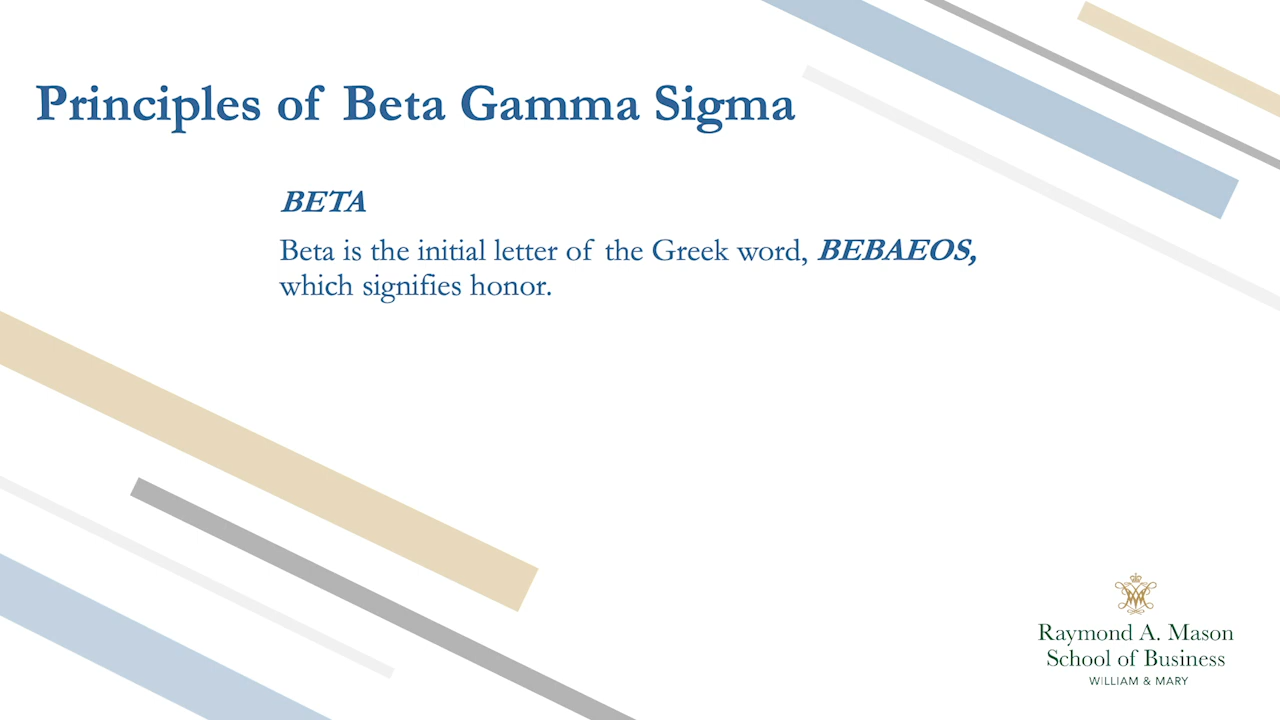 Principles of Beta Gamma Sigma
BETA
Beta is the initial letter of the Greek word, BEBAEOS,
which signifies honor.
Raymond A. Mason
School of Business
WILLIAM & MARY